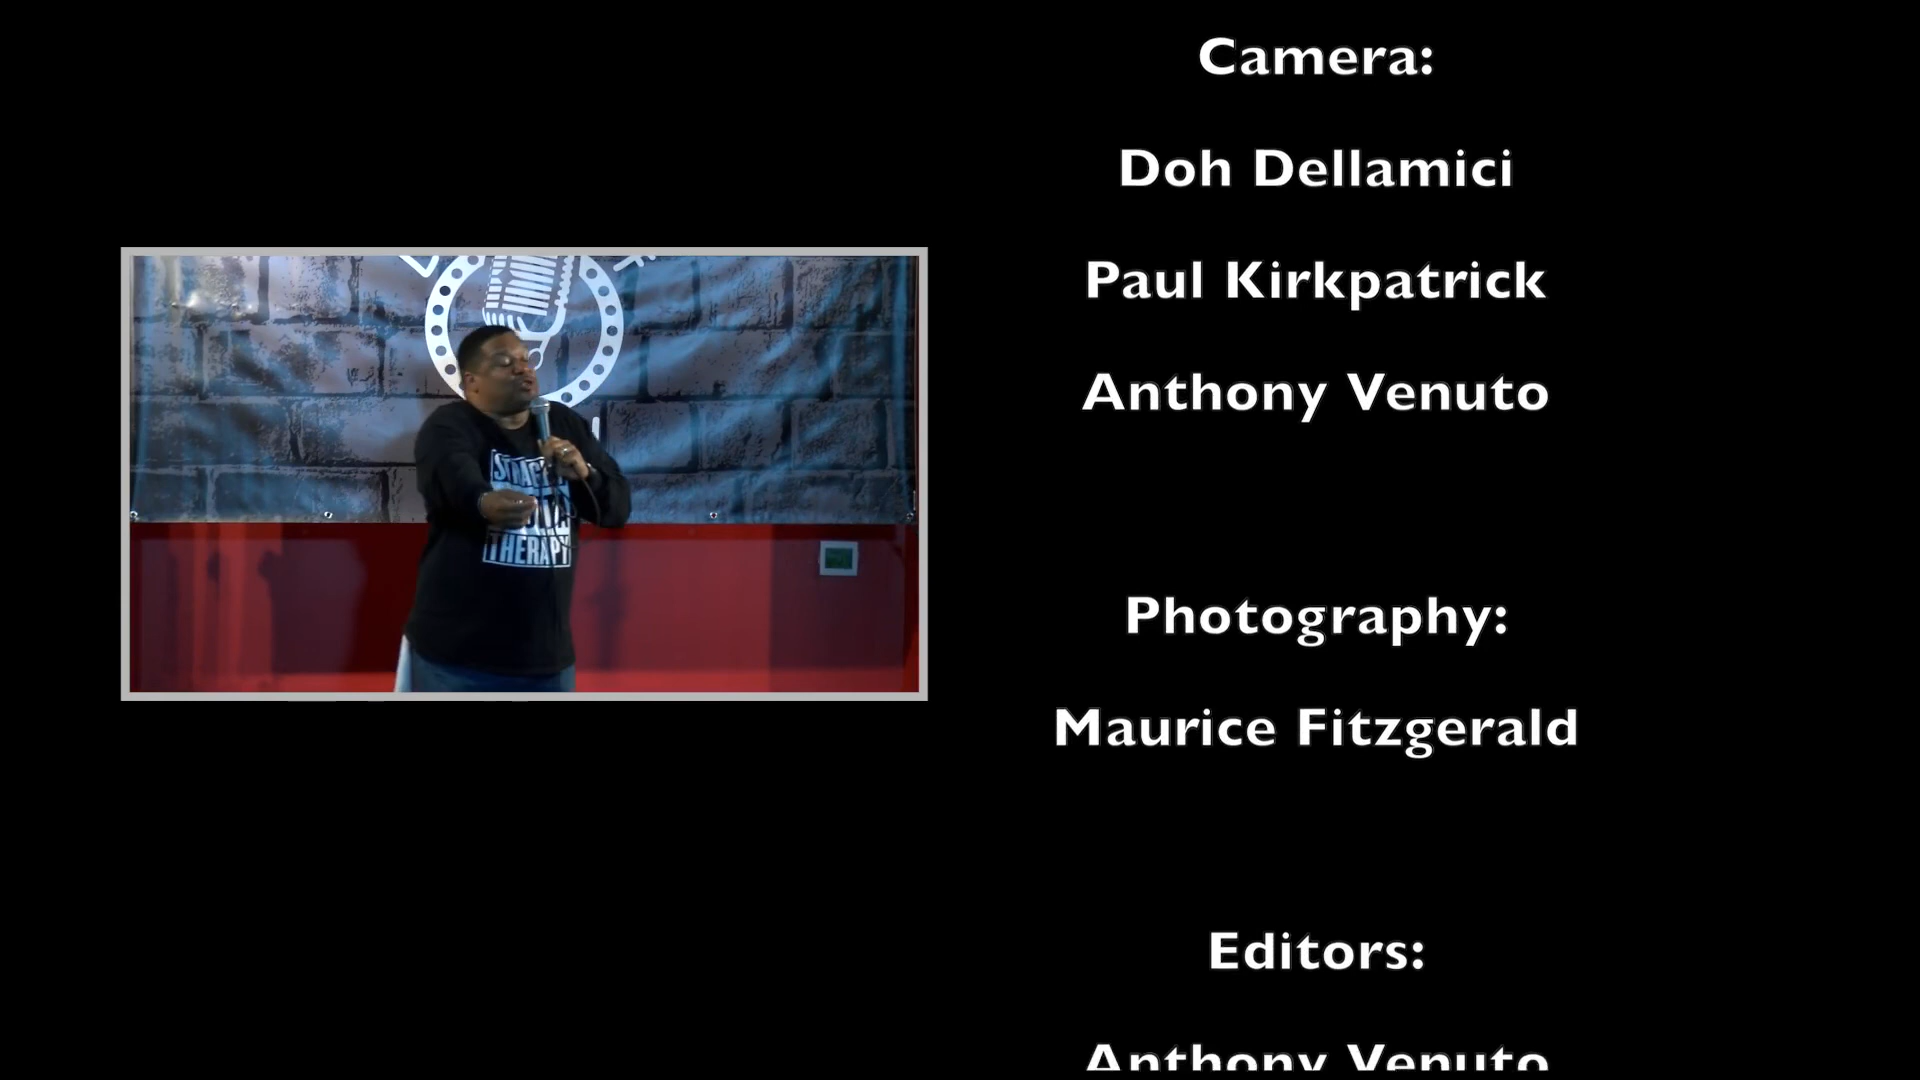 Camera:
Doh Dellamici
Paul Kirkpatrick
Anthony Venuto
Photography:
Maurice Fitzgerald
Editors:
Anthony Venuto
THERAPY